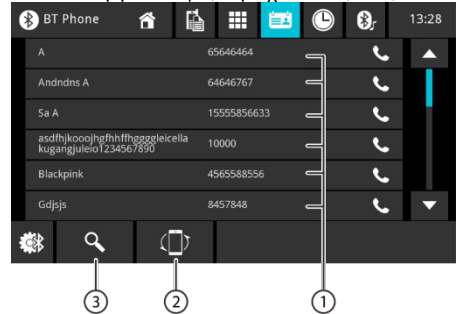 BT Phone 13:28
A 65646464
Andndns A 64646767
Sa A 15555856633
asdfhjkooojhgfhhffhggggleicella
kugangjuleio1234567890 10000
Blackpink 4565588556
Gdjsjs 8457848
3 2 1